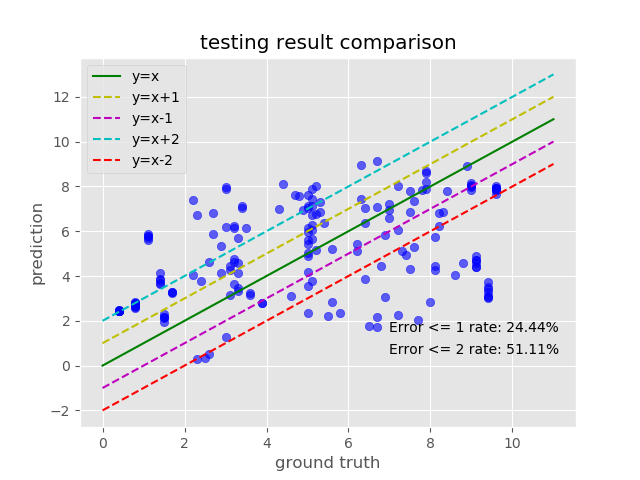 testing result comparison
y=x
y=x+1
y=x-1
y=x+2
y=x-2
12
10
8
6
4
2
0
−2
prediction
Error <= 1 rate: 24.44%
Error <= 2 rate: 51.11%
0
2
4
6
8
10
ground truth